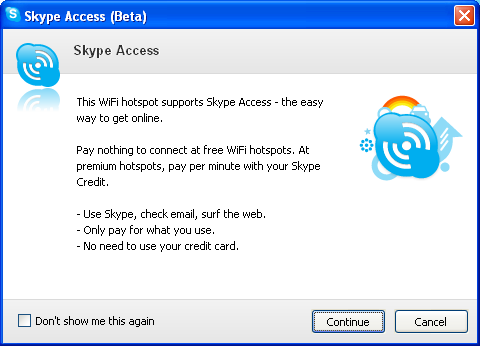 Skype Access (Beta)
Skype Access
This WiFi hotspot supports Skype Access - the easy
way to get online.
Pay nothing to connect at free WiFi hotspots. At
premium hotspots, pay per minute with your Skype
Credit.
- Use Skype, check email, surf the web.
- Only pay for what you use.
- No need to use your credit card.
Don't show me this again
Continue
Cancel